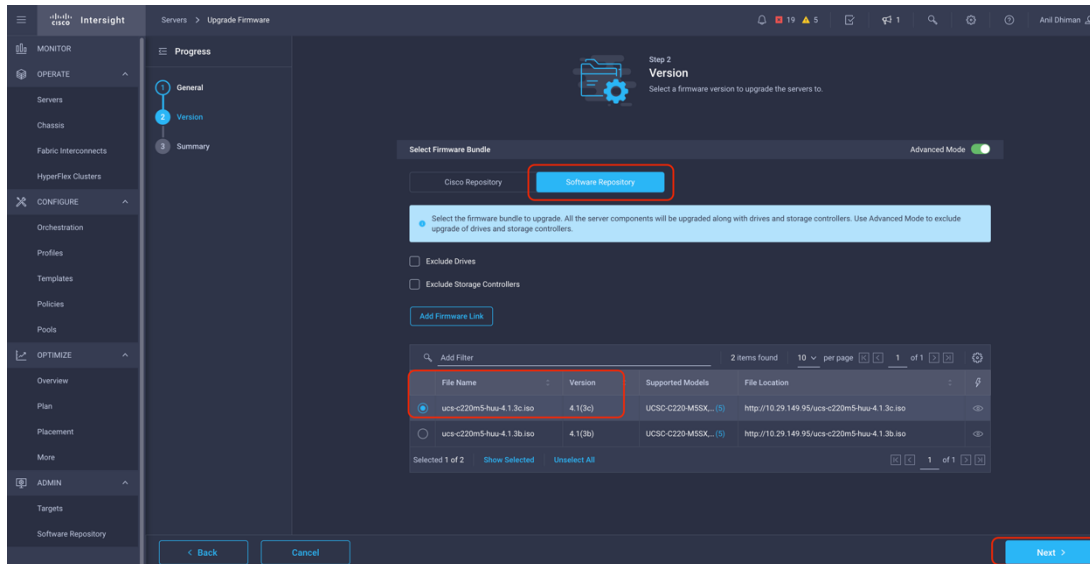 cisco Intersight
Servers > Upgrade Firmware
19 5 1
Anil Dhiman
MONITOR
OPERATE
Servers
Chassis
Fabric Interconnects
HyperFlex Clusters
CONFIGURE
Orchestration
Profiles
Templates
Policies
Pools
OPTIMIZE
Overview
Plan
Placement
More
ADMIN
Targets
Software Repository
Progress
1 General
2 Version
3 Summary
Step 2
Version
Select a firmware version to upgrade the servers to.
Select Firmware Bundle
Advanced Mode
Cisco Repository
Software Repository
Select the firmware bundle to upgrade. All the server components will be upgraded along with drives and storage controllers. Use Advanced Mode to exclude
upgrade of drives and storage controllers.
Exclude Drives
Exclude Storage Controllers
Add Firmware Link
Add Filter
2 items found 10 per page 1 of 1
File Name Version Supported Models File Location
ucs-c220m5-huu-4.1.3c.iso 4.1(3c) UCSC-C220-M5SX,... (5) http://10.29.149.95/ucs-c220m5-huu-4.1.3c.iso
ucs-c220m5-huu-4.1.3b.iso 4.1(3b) UCSC-C220-M5SX,... (5) http://10.29.149.95/ucs-c220m5-huu-4.1.3b.iso
Selected 1 of 2 Show Selected Unselect All 1 of 1
< Back
Cancel
Next >